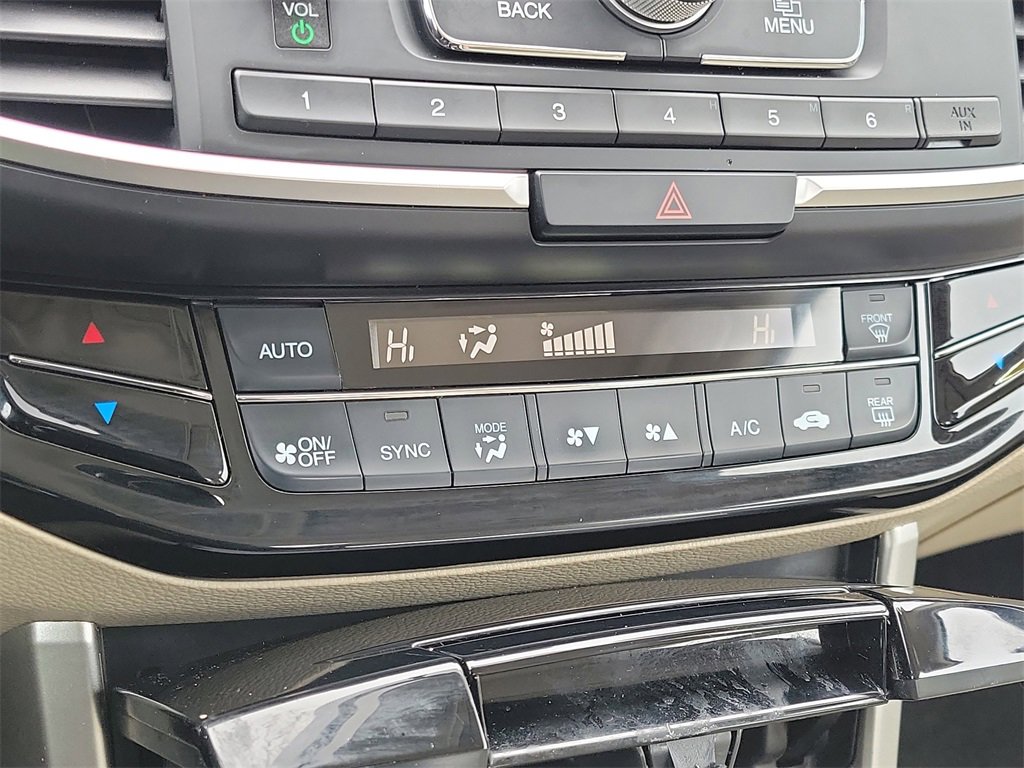 VOL
BACK
MENU
1 2 3 4 H 5 M 6 R AUX IN
Hi Hi
AUTO
FRONT
ON/OFF
SYNC
MODE
A/C
REAR